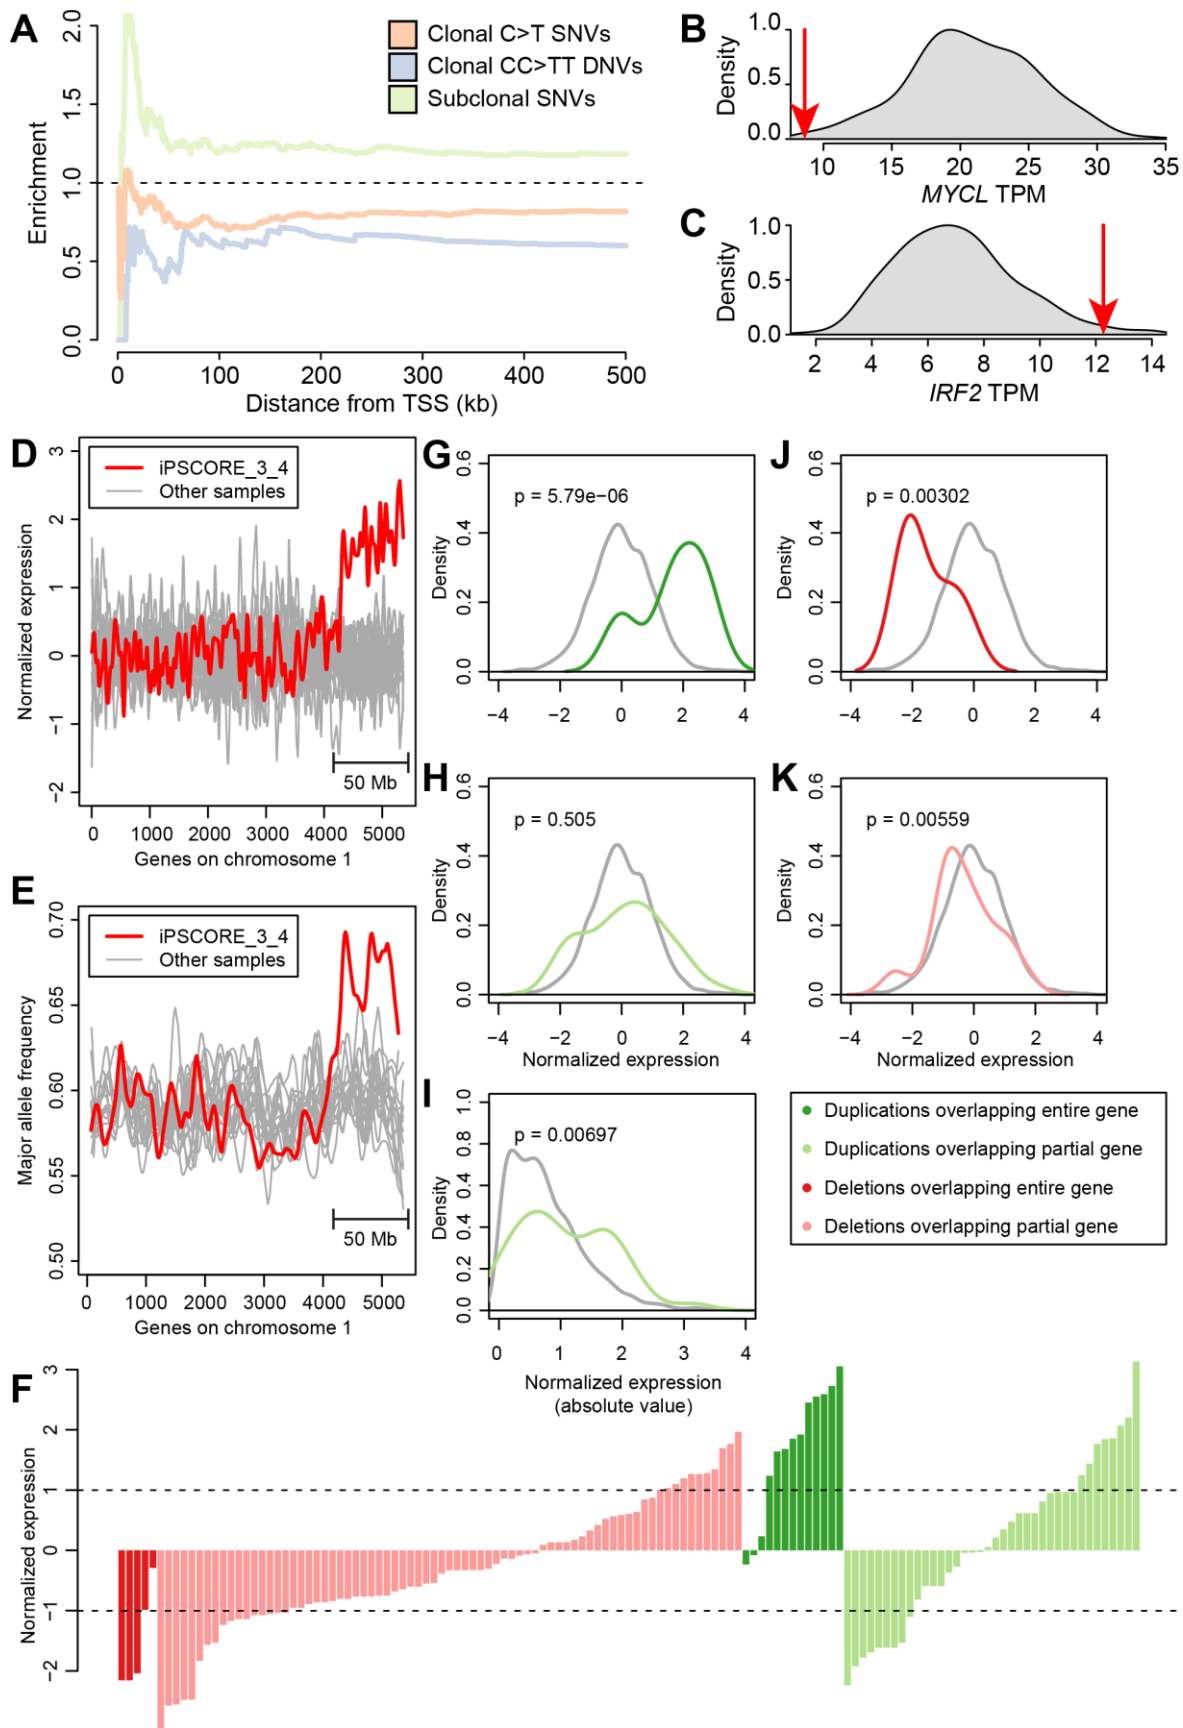 A
Clonal C>T SNVs
Clonal CC>TT DNVs
Subclonal SNVs
Enrichment
0.0 0.5 1.0 1.5 2.0
0 100 200 300 400 500
Distance from TSS (kb)
B
Density
1.0
0.5
0.0
10 15 20 25 30 35
MYCL TPM
C
Density
1.0
0.5
0.0
2 4 6 8 10 12 14
IRF2 TPM
D
iPSCORE_3_4
Other samples
Normalized expression
−2 −1 0 1 2 3
50 Mb
0 1000 2000 3000 4000 5000
Genes on chromosome 1
E
iPSCORE_3_4
Other samples
Major allele frequency
0.50 0.55 0.60 0.65 0.70
50 Mb
0 1000 2000 3000 4000 5000
Genes on chromosome 1
G
p = 5.79e−06
Density
0.0 0.2 0.4 0.6
−4 −2 0 2 4
J
p = 0.00302
Density
0.0 0.2 0.4 0.6
−4 −2 0 2 4
H
p = 0.505
Density
0.0 0.2 0.4 0.6
−4 −2 0 2 4
Normalized expression
K
p = 0.00559
Density
0.0 0.2 0.4 0.6
−4 −2 0 2 4
Normalized expression
I
p = 0.00697
Density
0.0 0.2 0.4 0.6 0.8 1.0
0 1 2 3 4
Normalized expression
(absolute value)
Duplications overlapping entire gene
Duplications overlapping partial gene
Deletions overlapping entire gene
Deletions overlapping partial gene
F
Normalized expression
−2 −1 0 1 2 3